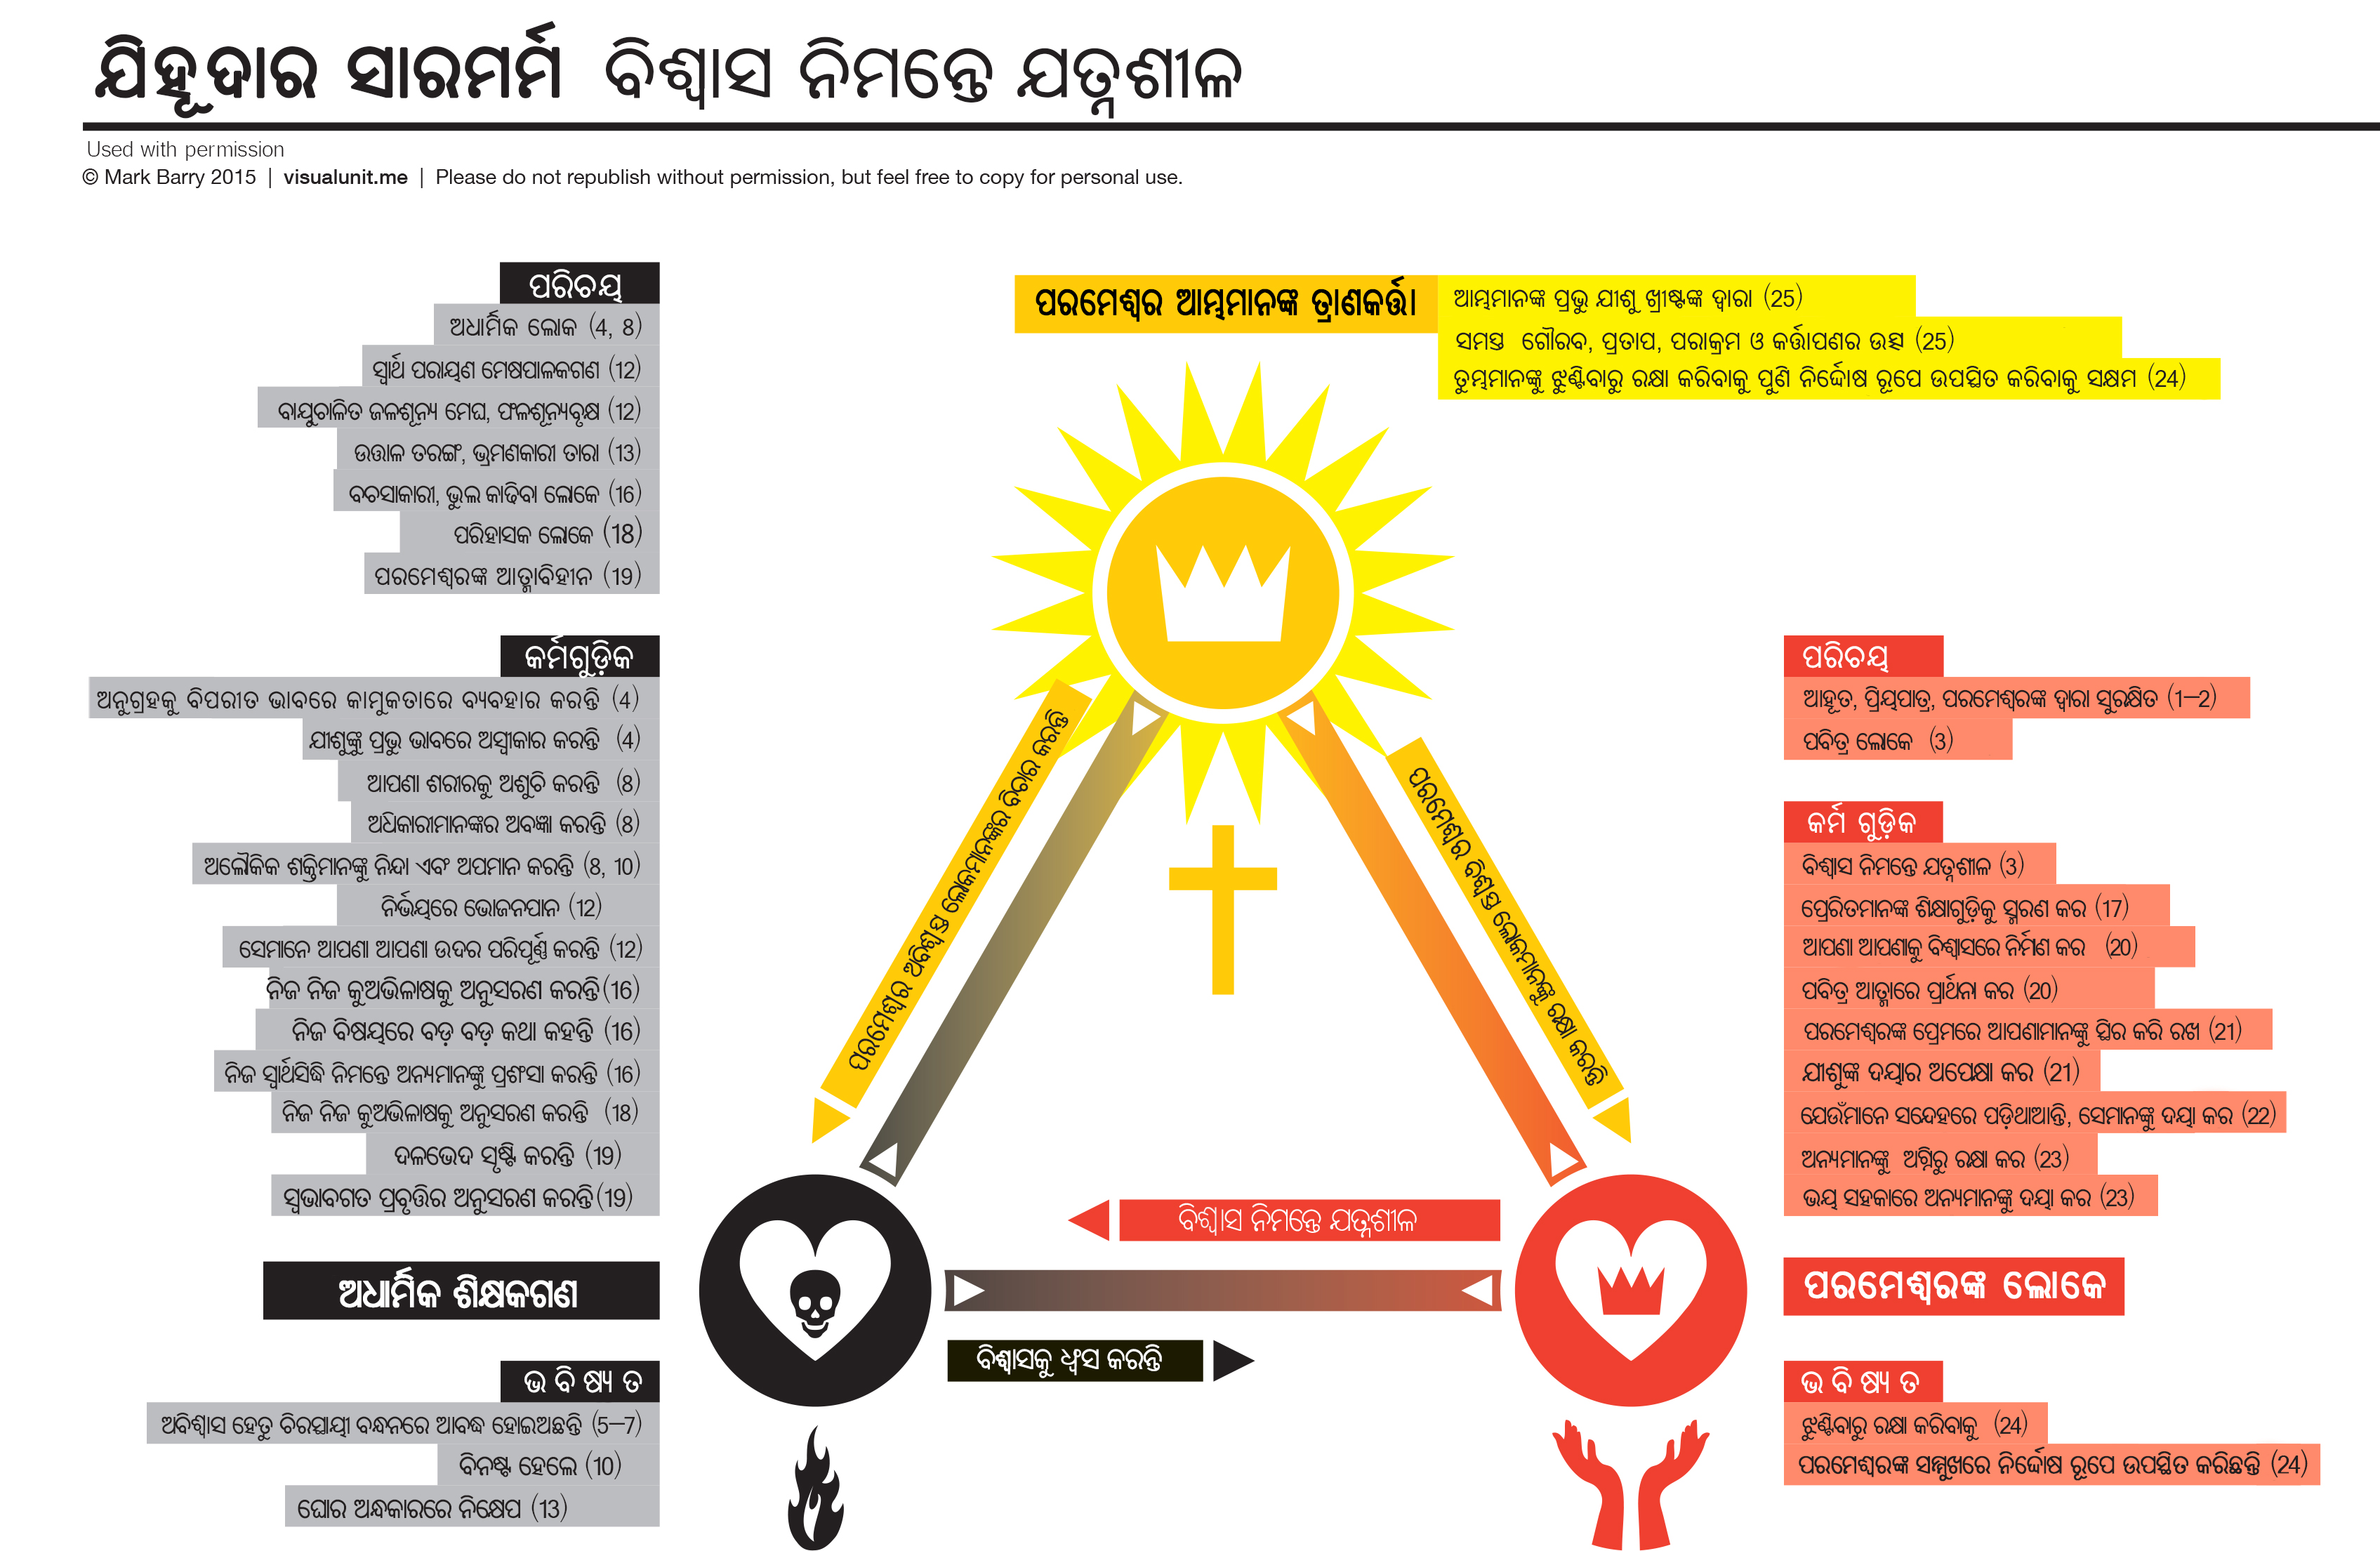 ଯିହୂଦାର ସାରମର୍ମ ବିଶ୍ୱାସ ନିମନ୍ତେ ଯତ୍ନଶୀଳ
Used with permission
© Mark Barry 2015 | visualunit.me | Please do not republish without permission, but feel free to copy for personal use.
ପରିଚୟ
ଅଧାର୍ମିକ ଲୋକ (4, 8)
ସ୍ୱାର୍ଥ ପରାୟଣ ମେଷପାଳକଗଣ (12)
ବାୟୁଚାଳିତ ଜଳଶୂନ୍ୟ ମେଘ, ଫଳଶୂନ୍ୟବୃକ୍ଷ (12)
ଉତ୍ତାଳ ତରଙ୍ଗ, ଭ୍ରମଣକାରୀ ତାରା (13)
ବଚସାକାରୀ, ଭୁଲ କାଢିବା ଲୋକେ (16)
ପରିହାସକ ଲୋକେ (18)
ପରମେଶ୍ୱରଙ୍କ ଆତ୍ମାବିହୀନ (19)
କର୍ମଗୁଡ଼ିକ
ଅନୁଗ୍ରହକୁ ବିପରୀତ ଭାବରେ କାମୁକତାରେ ବ୍ୟବହାର କରନ୍ତି (4)
ଯୀଶୁଙ୍କୁ ପ୍ରଭୁ ଭାବରେ ଅସ୍ୱୀକାର କରନ୍ତି (4)
ଆପଣା ଶରୀରକୁ ଅଶୁଚି କରନ୍ତି (8)
ଅଧିକାରୀମାନଙ୍କର ଅବଜ୍ଞା କରନ୍ତି (8)
ଅଲୌକିକ ଶକ୍ତିମାନଙ୍କୁ ନିନ୍ଦା ଏବଂ ଅପମାନ କରନ୍ତି (8, 10)
ନିର୍ଭୟରେ ଭୋଜନପାନ (12)
ସେମାନେ ଆପଣା ଆପଣା ଉଦର ପରିପୂର୍ଣ୍ଣ କରନ୍ତି (12)
ନିଜ ନିଜ କୁଅଭିଳାଷକୁ ଅନୁସରଣ କରନ୍ତି(16)
ନିଜ ବିଷୟରେ ବଡ଼ ବଡ଼ କଥା କହନ୍ତି (16)
ନିଜ ସ୍ୱାର୍ଥସିଦ୍ଧି ନିମନ୍ତେ ଅନ୍ୟମାନଙ୍କୁ ପ୍ରଶଂସା କରନ୍ତି (16)
ନିଜ ନିଜ କୁଅଭିଳାଷକୁ ଅନୁସରଣ କରନ୍ତି (18)
ଦଳଭେଦ ସୃଷ୍ଟି କରନ୍ତି (19)
ସ୍ୱଭାବଗତ ପ୍ରବୃତ୍ତିର ଅନୁସରଣ କରନ୍ତି(19)
ଅଧାର୍ମିକ ଶିକ୍ଷକଗଣ
ଭବିଷ୍ୟତ
ଅବିଶ୍ୱାସ ହେତୁ ଚିରସ୍ଥାୟୀ ବନ୍ଧନରେ ଆବଦ୍ଧ ହୋଇଅଛନ୍ତି (5–7)
ବିନଷ୍ଟ ହେଲେ (10)
ଘୋର ଅନ୍ଧକାରରେ ନିକ୍ଷେପ (13)
ପରମେଶ୍ୱର ଆମ୍ଭମାନଙ୍କ ତ୍ରାଣକର୍ତ୍ତା
ଆମ୍ଭମାନଙ୍କ ପ୍ରଭୁ ଯୀଶୁ ଖ୍ରୀଷ୍ଟଙ୍କ ଦ୍ୱାରା (25)
ସମସ୍ତ ଗୌରବ, ପ୍ରତାପ, ପରାକ୍ରମ ଓ କର୍ତ୍ତାପଣର ଉତ୍ସ (25)
ତୁମ୍ଭମାନଙ୍କୁ ଝୁଣ୍ଟିବାରୁ ରକ୍ଷା କରିବାକୁ ପୁଣି ନିର୍ଦ୍ଦୋଷ ରୂପେ ଉପସ୍ଥିତ କରିବାକୁ ସକ୍ଷମ (24)
ପରମେଶ୍ୱର ଅବିଶ୍ୱସ୍ତ ଲୋକମାନଙ୍କର ବିଚାର କରନ୍ତି
ପରମେଶ୍ୱର ବିଶ୍ୱସ୍ତ ଲୋକମାନଙ୍କୁ ରକ୍ଷା କରନ୍ତି
ବିଶ୍ୱାସ ନିମନ୍ତେ ଯତ୍ନଶୀଳ
ବିଶ୍ୱାସକୁ ଧ୍ୱଂସ କରନ୍ତି
ପରିଚୟ
ଆହୂତ, ପ୍ରିୟପାତ୍ର, ପରମେଶ୍ୱରଙ୍କ ଦ୍ୱାରା ସୁରକ୍ଷିତ (1–2)
ପବିତ୍ର ଲୋକେ (3)
କର୍ମ ଗୁଡ଼ିକ
ବିଶ୍ୱାସ ନିମନ୍ତେ ଯତ୍ନଶୀଳ (3)
ପ୍ରେରିତମାନଙ୍କ ଶିକ୍ଷାଗୁଡ଼ିକୁ ସ୍ମରଣ କର (17)
ଆପଣା ଆପଣାକୁ ବିଶ୍ୱାସରେ ନିର୍ମାଣ କର (20)
ପବିତ୍ର ଆତ୍ମାରେ ପ୍ରାର୍ଥନା କର (20)
ପରମେଶ୍ୱରଙ୍କ ପ୍ରେମରେ ଆପଣାମାନଙ୍କୁ ସ୍ଥିର କରି ରଖ (21)
ଯୀଶୁଙ୍କ ଦୟାର ଅପେକ୍ଷା କର (21)
ଯେଉଁମାନେ ସନ୍ଦେହରେ ପଡ଼ିଥାଆନ୍ତି, ସେମାନଙ୍କୁ ଦୟା କର (22)
ଅନ୍ୟମାନଙ୍କୁ ଅଗ୍ନିରୁ ରକ୍ଷା କର (23)
ଭୟ ସହକାରେ ଅନ୍ୟମାନଙ୍କୁ ଦୟା କର (23)
ପରମେଶ୍ୱରଙ୍କ ଲୋକେ
ଭବିଷ୍ୟତ
ଝୁଣ୍ଟିବାରୁ ରକ୍ଷା କରିବାକୁ (24)
ପରମେଶ୍ୱରଙ୍କ ସମ୍ମୁଖରେ ନିର୍ଦ୍ଦୋଷ ରୂପେ ଉପସ୍ଥିତ କରିଛନ୍ତି (24)